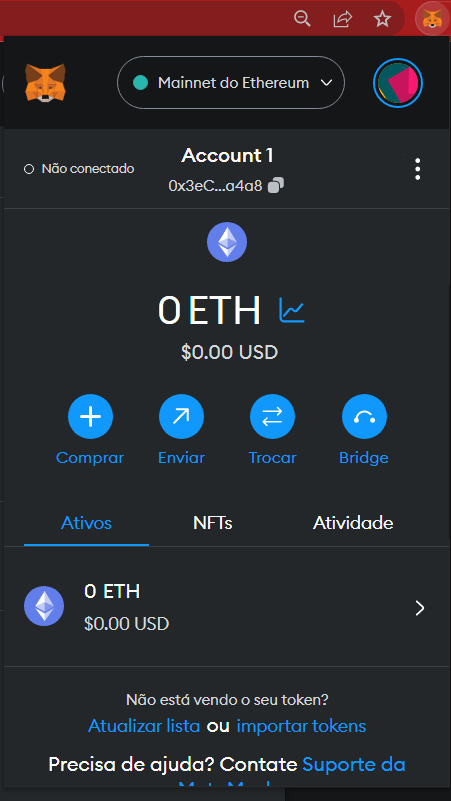 Mainnet do Ethereum
Não conectado
Account 1
0x3eC...a4a8
0 ETH
$0.00 USD
Comprar Enviar Trocar Bridge
Ativos NFTs Atividade
0 ETH
$0.00 USD
Não está vendo o seu token?
Atualizar lista ou importar tokens
Precisa de ajuda? Contate Suporte da